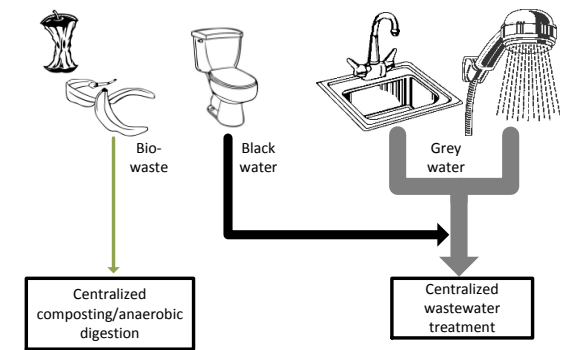 Bio-
waste
Black
water
Grey
water
Centralized
composting/anaerobic
digestion
Centralized
wastewater
treatment